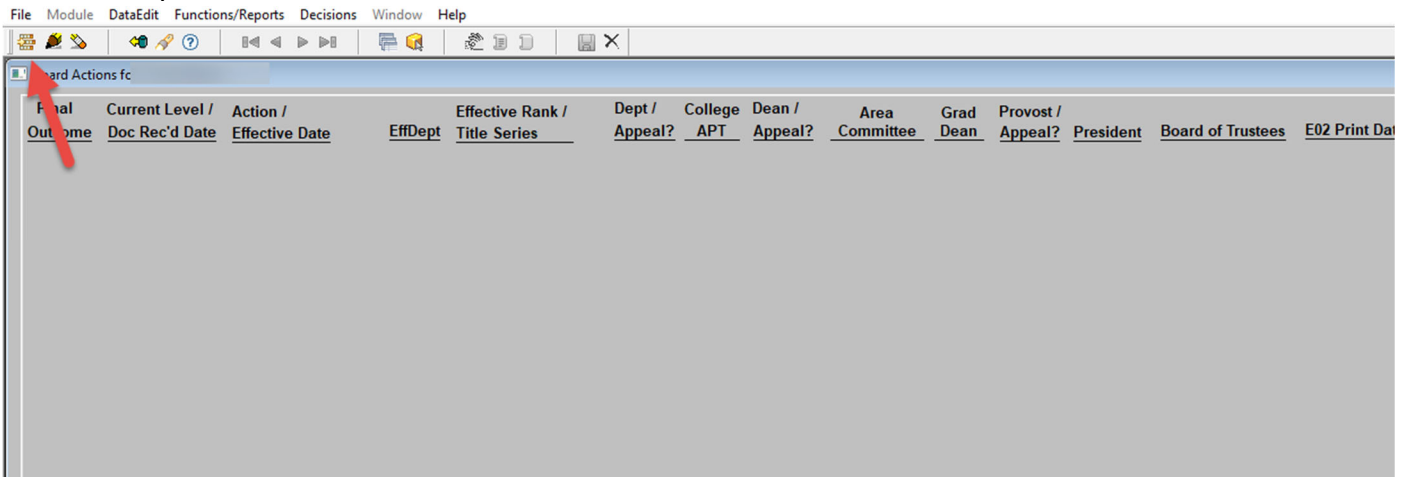 File Module DataEdit Functions/Reports Decisions Window Help
Actions fc
Final Current Level / Action / Effective Rank / Dept / College Dean / Area Grad Provost /
Outcome Doc Rec'd Date Effective Date EffDept Title Series Appeal? APT Appeal? Committee Dean Appeal? President Board of Trustees E02 Print Dat